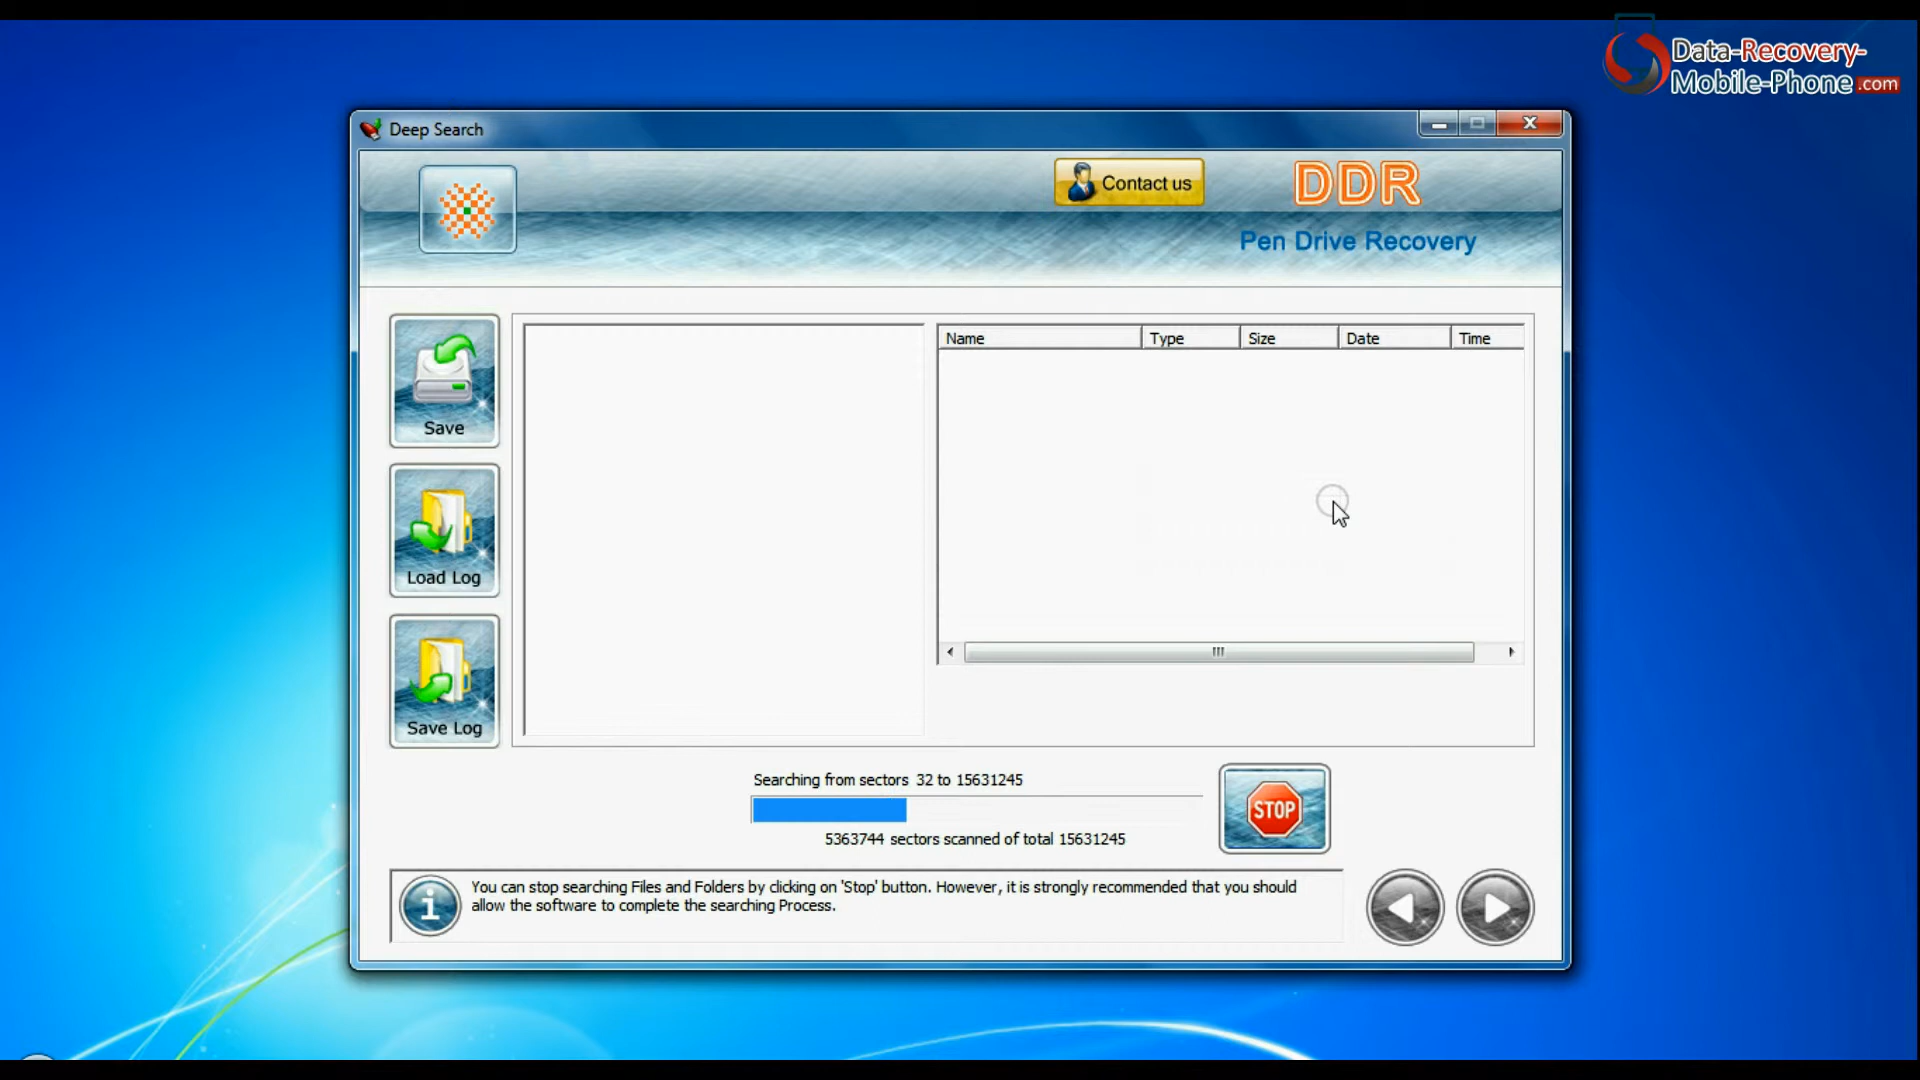 Data-Recovery-
Mobile-Phone.com
Deep Search
Contact us
DDR
Pen Drive Recovery
Save
Load Log
Save Log
Name Type Size Date Time
Searching from sectors 32 to 15631245
5363744 sectors scanned of total 15631245
STOP
You can stop searching Files and Folders by clicking on 'Stop' button. However, it is strongly recommended that you should
allow the software to complete the searching Process.